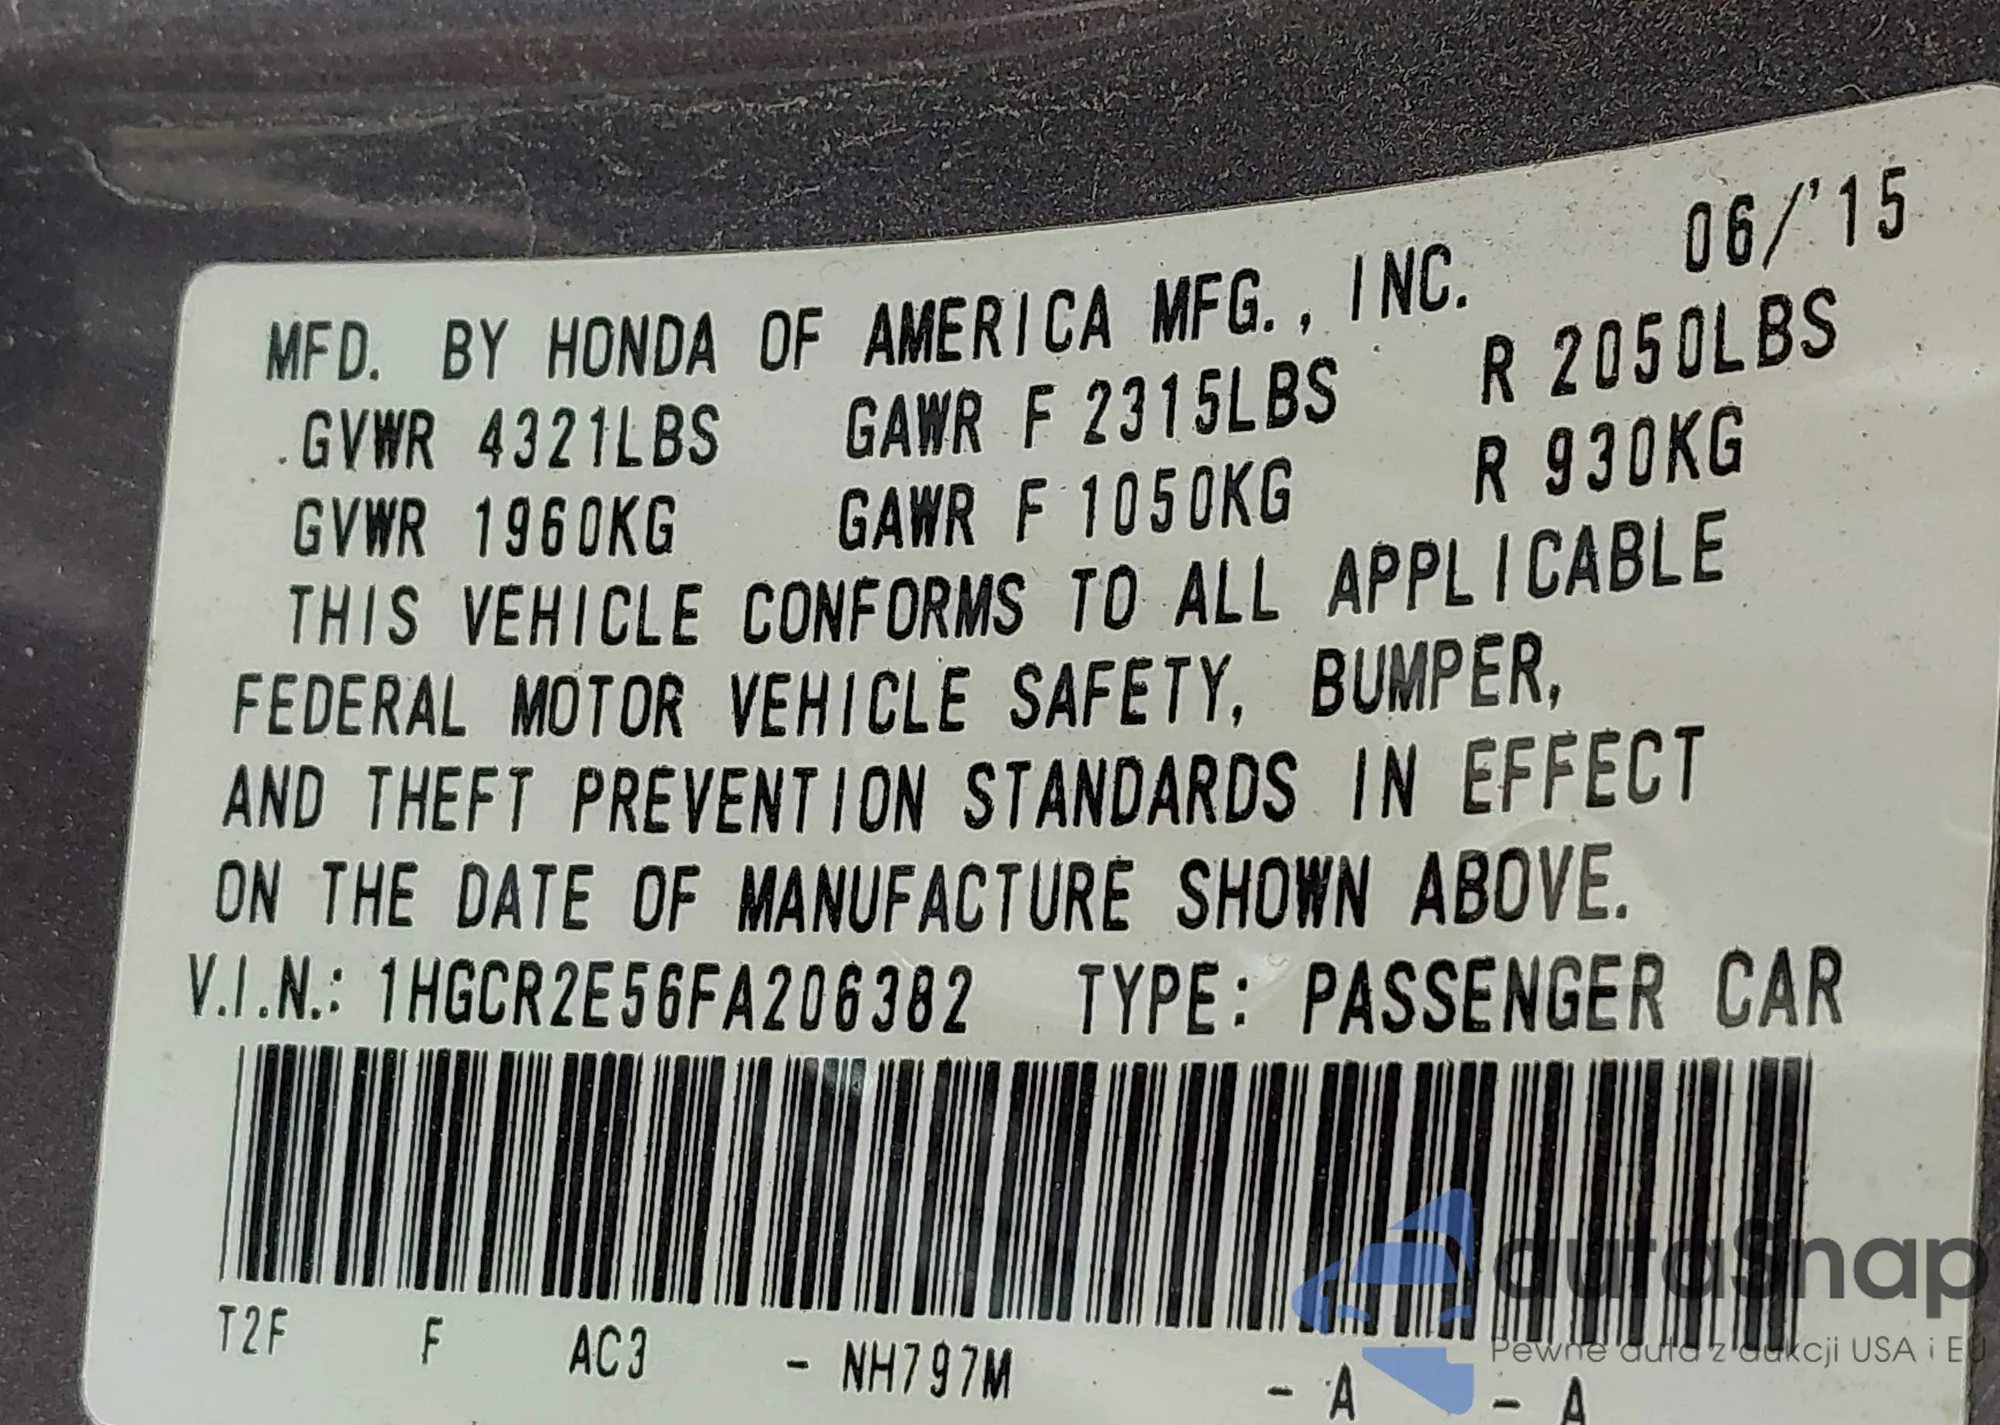 06/'15
MFD. BY HONDA OF AMERICA MFG., INC.
GVWR 4321LBS GAWR F 2315LBS R 2050LBS
GVWR 1960KG GAWR F 1050KG R 930KG
THIS VEHICLE CONFORMS TO ALL APPLICABLE
FEDERAL MOTOR VEHICLE SAFETY, BUMPER,
AND THEFT PREVENTION STANDARDS IN EFFECT
ON THE DATE OF MANUFACTURE SHOWN ABOVE.
V.I.N.: 1HGCR2E56FA206382 TYPE: PASSENGER CAR
T2F F AC3 - NH797M - A - A
autaSnap
Pewne auta z aukcji USA i EU